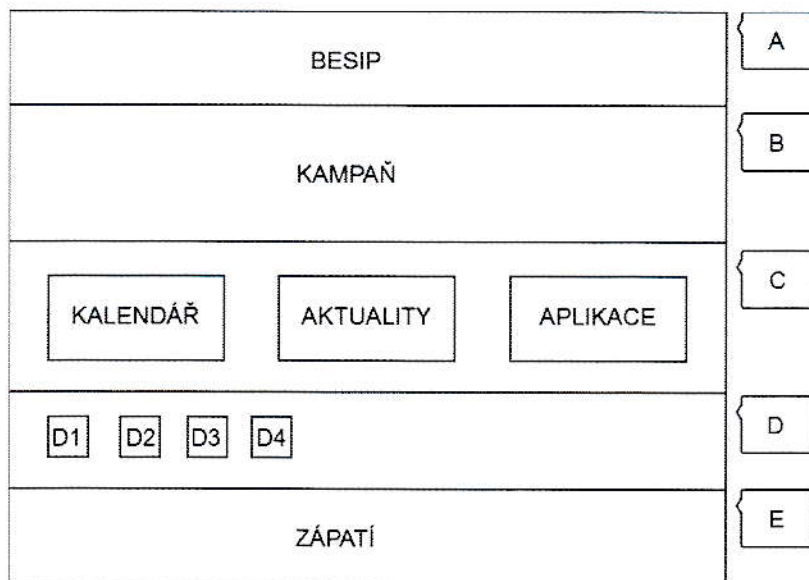 BESIP
A
KAMPAŇ
B
KALENDÁŘ AKTUALITY APLIKACE
C
D1 D2 D3 D4
D
ZÁPATÍ
E